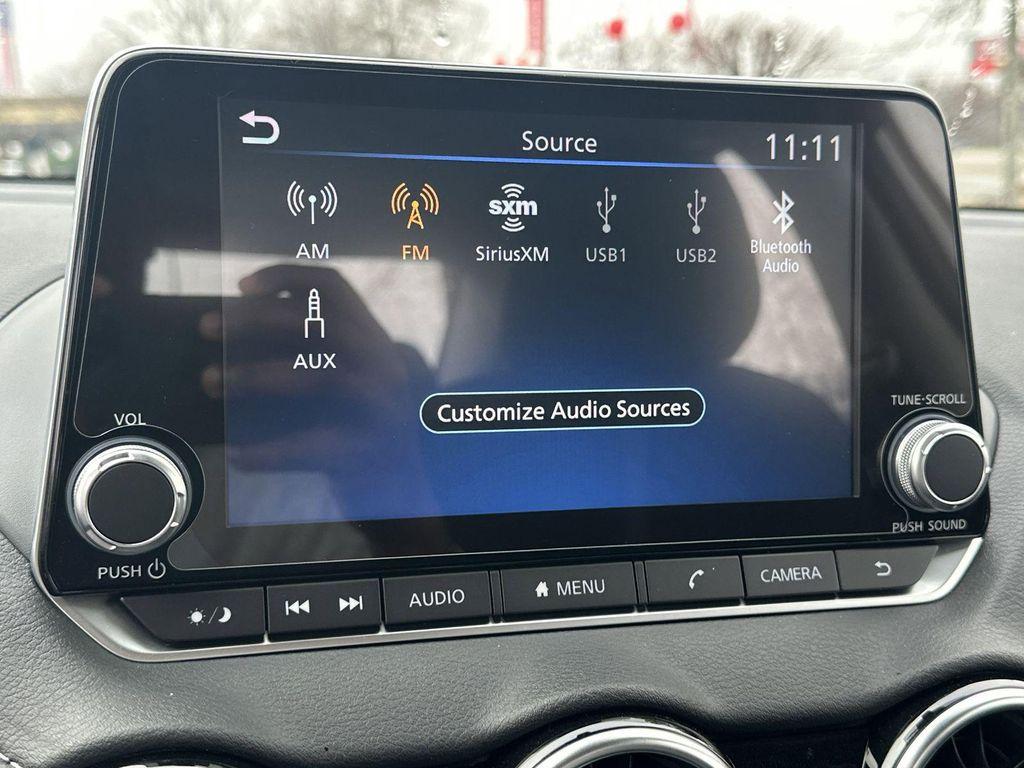 Source
11:11
AM
FM
sxm
SiriusXM
USB1
USB2
Bluetooth
Audio
AUX
Customize Audio Sources
VOL
PUSH
TUNE·SCROLL
PUSH SOUND
AUDIO
MENU
CAMERA